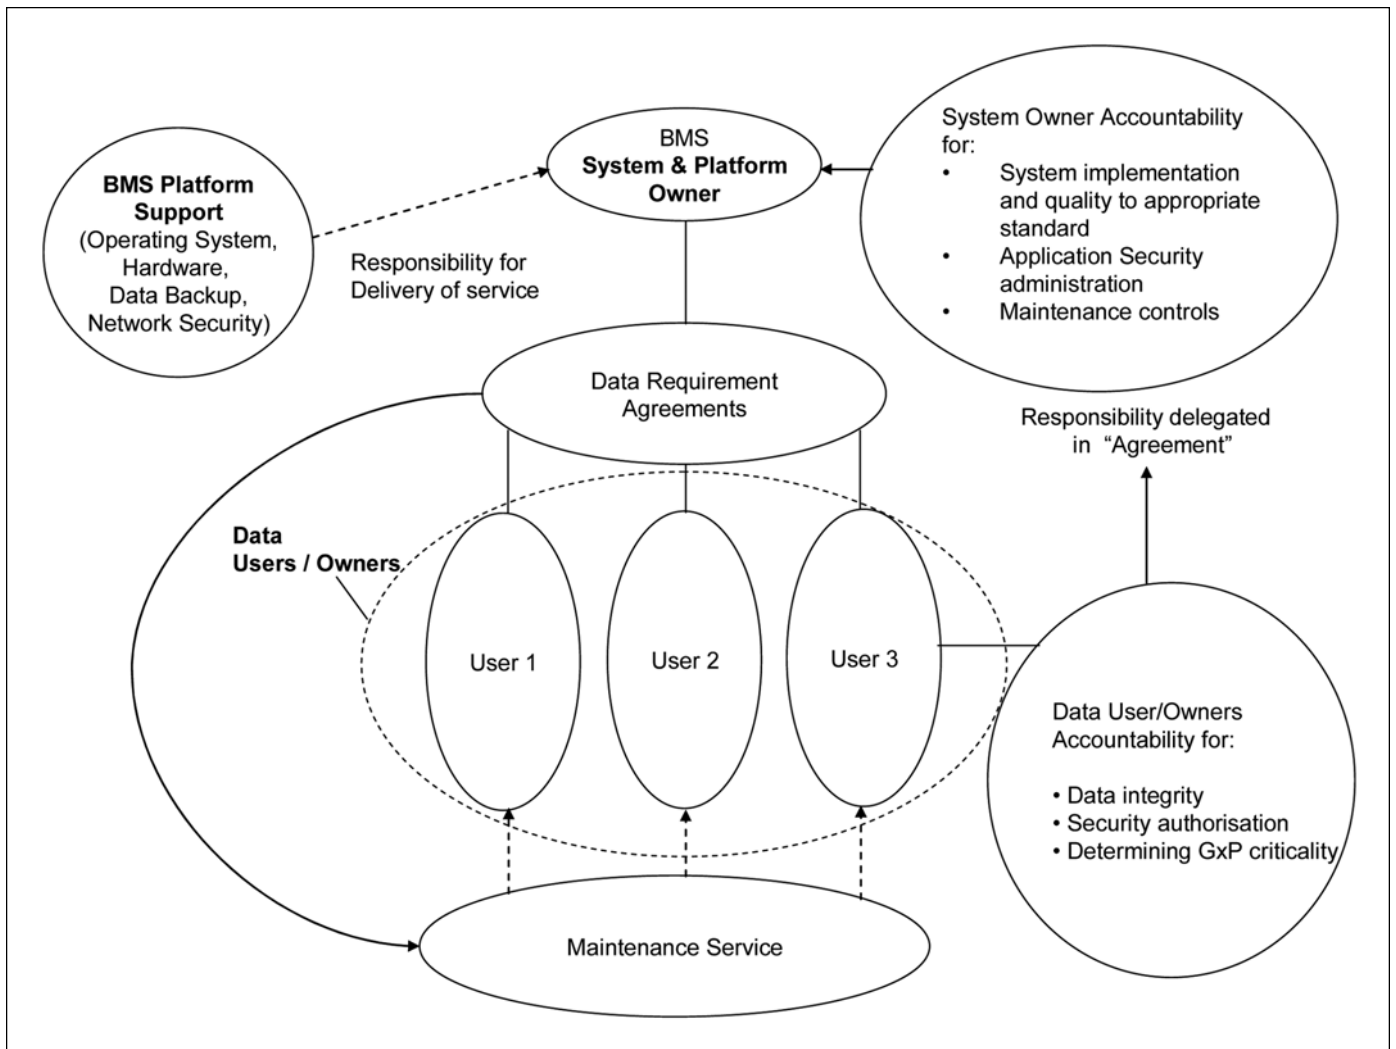 BMS
System & Platform
Owner
System Owner Accountability
for:
• System implementation
and quality to appropriate
standard
• Application Security
administration
• Maintenance controls
BMS Platform
Support
(Operating System,
Hardware,
Data Backup,
Network Security)
Responsibility for
Delivery of service
Data Requirement
Agreements
Responsibility delegated
in “Agreement”
Data
Users / Owners
User 1
User 2
User 3
Data User/Owners
Accountability for:
• Data integrity
• Security authorisation
• Determining GxP criticality
Maintenance Service